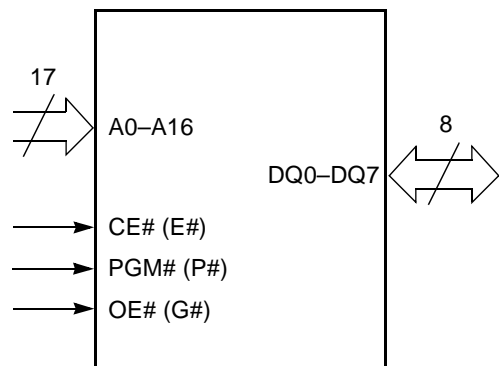 17
A0–A16
8
DQ0–DQ7
CE# (E#)
PGM# (P#)
OE# (G#)